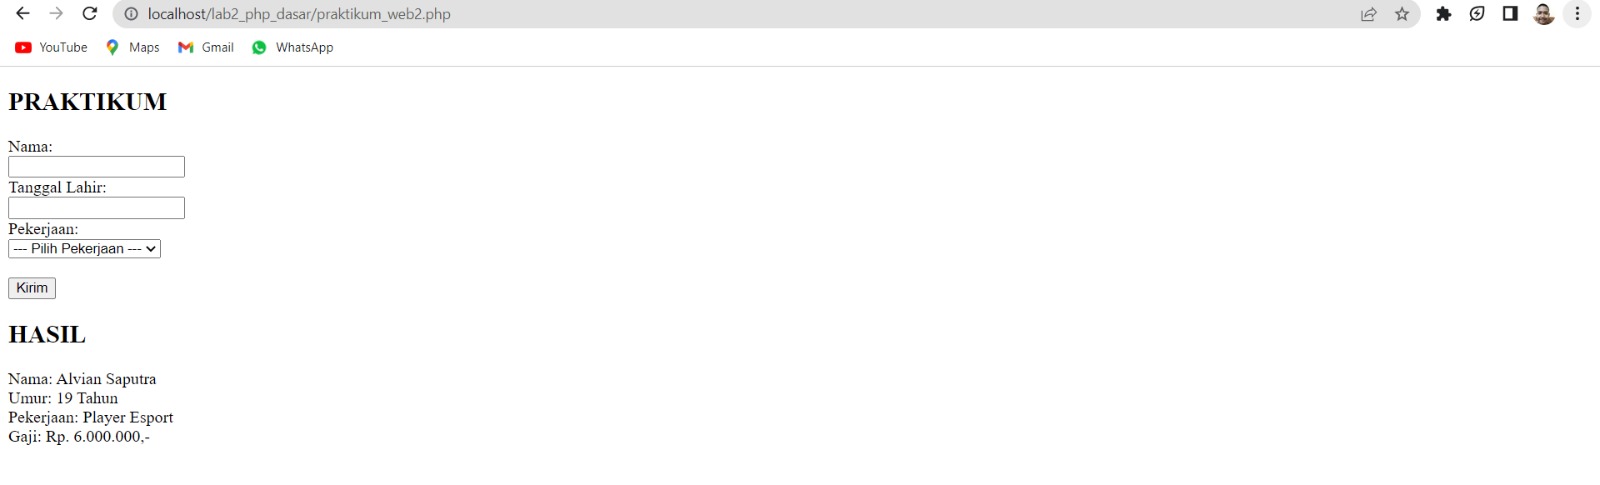 localhost/lab2_php_dasar/praktikum_web2.php
YouTube Maps Gmail WhatsApp
PRAKTIKUM
Nama:
Tanggal Lahir:
Pekerjaan:
--- Pilih Pekerjaan ---
Kirim
HASIL
Nama: Alvian Saputra
Umur: 19 Tahun
Pekerjaan: Player Esport
Gaji: Rp. 6.000.000,-